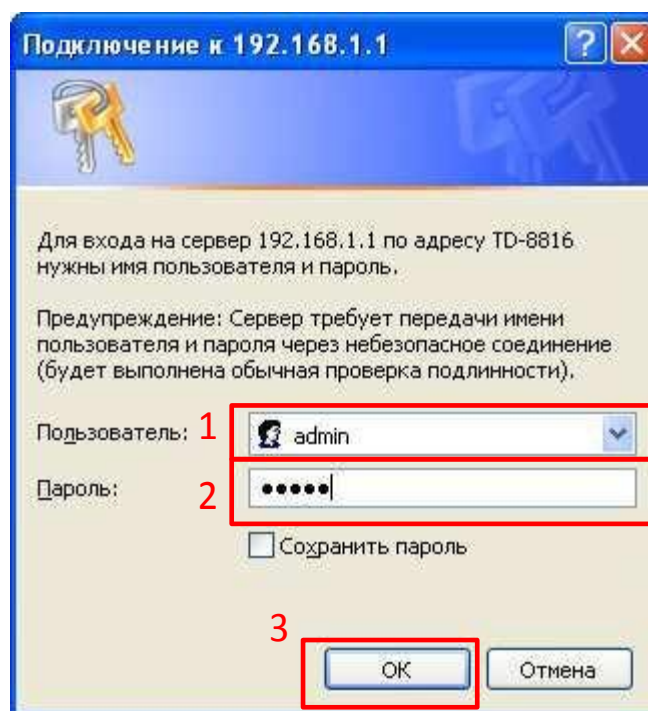 Подключение к 192.168.1.1
Для входа на сервер 192.168.1.1 по адресу TD-8816
нужны имя пользователя и пароль.
Предупреждение: Сервер требует передачи имени
пользователя и пароля через небезопасное соединение
(будет выполнена обычная проверка подлинности).
Пользователь: 1 admin
Пароль: 2 •••••
Сохранить пароль
3
ОК Отмена